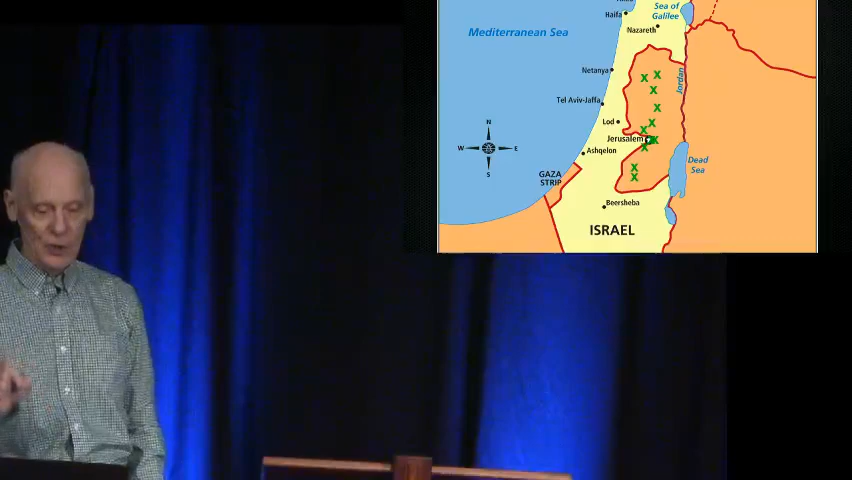 Haifa
Sea of
Galilee
Nazareth
Mediterranean Sea
Netanya
Jordan
Tel Aviv-Jaffa
Lod
N
W
E
S
Jerusalem
Ashqelon
GAZA
STRIP
Dead
Sea
Beersheba
ISRAEL
X
X
X
X
X
X
X
X
X
X